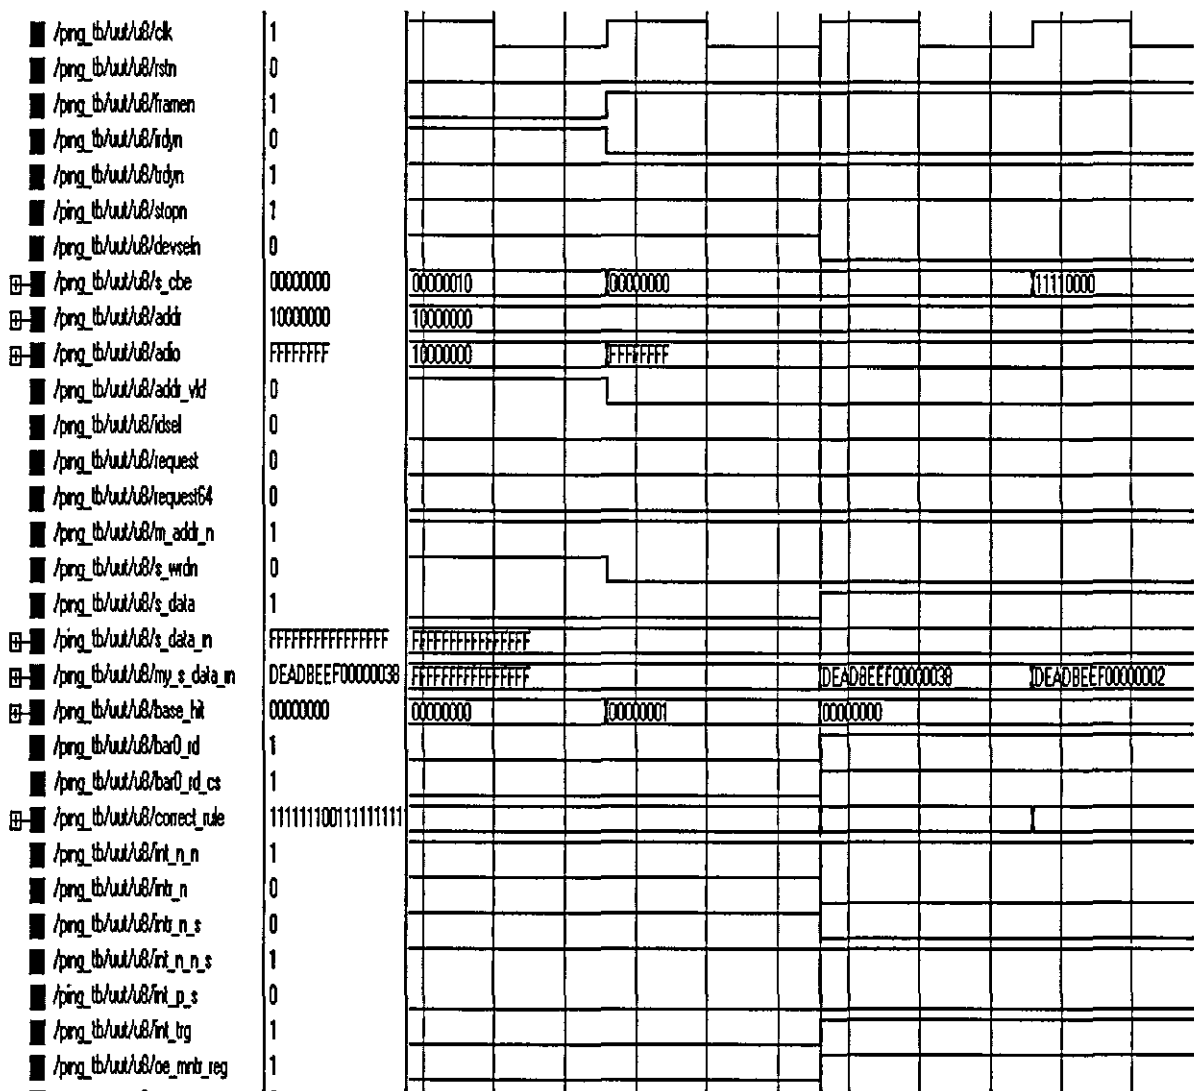 /png_tb/uut/u8/clk 1
/png_tb/uut/u8/rstn 0
/png_tb/uut/u8/framen 1
/png_tb/uut/u8/irdyn 0
/png_tb/uut/u8/trdyn 1
/png_tb/uut/u8/stopn 1
/png_tb/uut/u8/devseln 0
/png_tb/uut/u8/s_cbe 00000000 00000010 00000000 11110000
/png_tb/uut/u8/addr 10000000 10000000
/png_tb/uut/u8/adio FFFFFFFF 10000000 FFFFFFFF
/png_tb/uut/u8/addr_vld 0
/png_tb/uut/u8/idsel 0
/png_tb/uut/u8/request 0
/png_tb/uut/u8/request64 0
/png_tb/uut/u8/m_addr_n 1
/png_tb/uut/u8/s_wrdn 0
/png_tb/uut/u8/s_data 1
/png_tb/uut/u8/s_data_in FFFFFFFFFFFFFFFF FFFFFFFFFFFFFFFF
/png_tb/uut/u8/my_s_data_in DEADBEEF00000038 FFFFFFFFFFFFFFFF DEADBEEF00000038 DEADBEEF00000002
/png_tb/uut/u8/base_hit 00000000 00000000 00000001 00000000
/png_tb/uut/u8/bar0_rd 1
/png_tb/uut/u8/bar0_rd_cs 1
/png_tb/uut/u8/correct_rule 1111111001111111111
/png_tb/uut/u8/int_n_n 1
/png_tb/uut/u8/intr_n 0
/png_tb/uut/u8/intr_n_s 0
/png_tb/uut/u8/int_n_n_s 1
/png_tb/uut/u8/int_p_s 0
/png_tb/uut/u8/int_trg 1
/png_tb/uut/u8/oe_mntr_reg 1